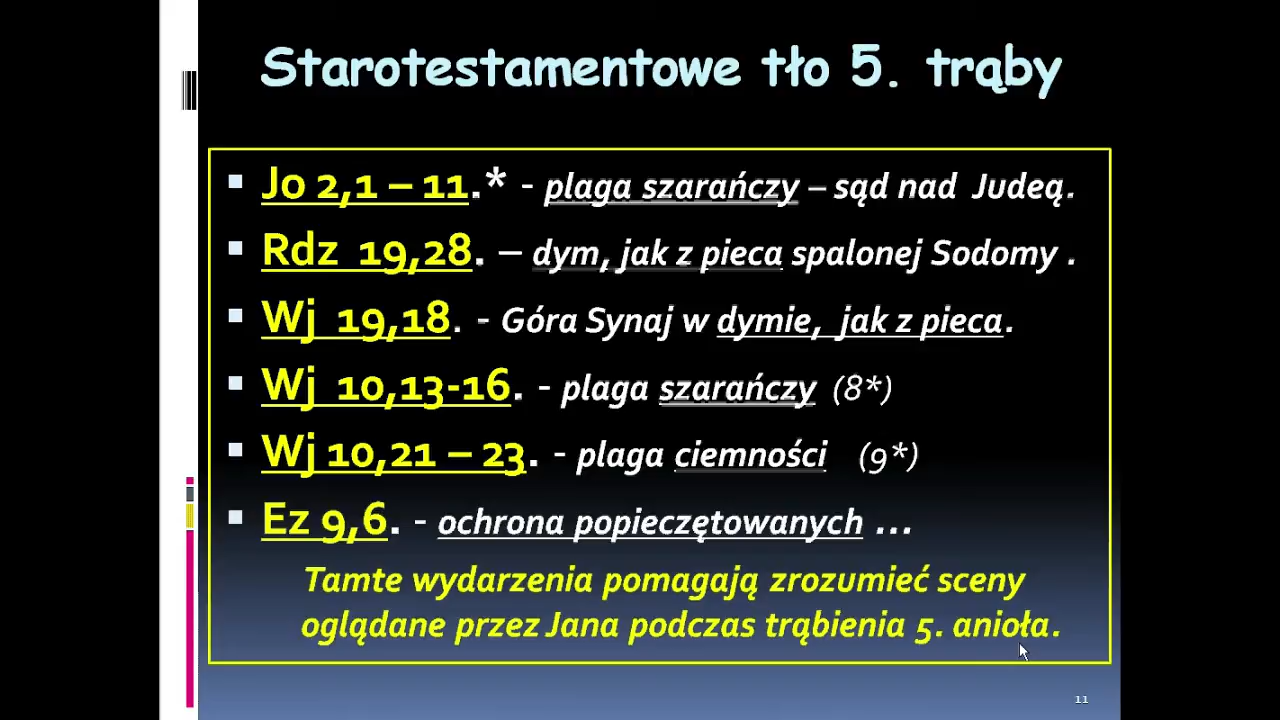 Starotestamentowe tło 5. trąby
Jo 2,1 – 11.* - plaga szarańczy – sąd nad Judeą.
Rdz 19,28. – dym, jak z pieca spalonej Sodomy .
Wj 19,18. - Góra Synaj w dymie, jak z pieca.
Wj 10,13-16. - plaga szarańczy (8*)
Wj 10,21 – 23. - plaga ciemności (9*)
Ez 9,6. - ochrona popieczętowanych ...
Tamte wydarzenia pomagają zrozumieć sceny
oglądane przez Jana podczas trąbienia 5. anioła.
11